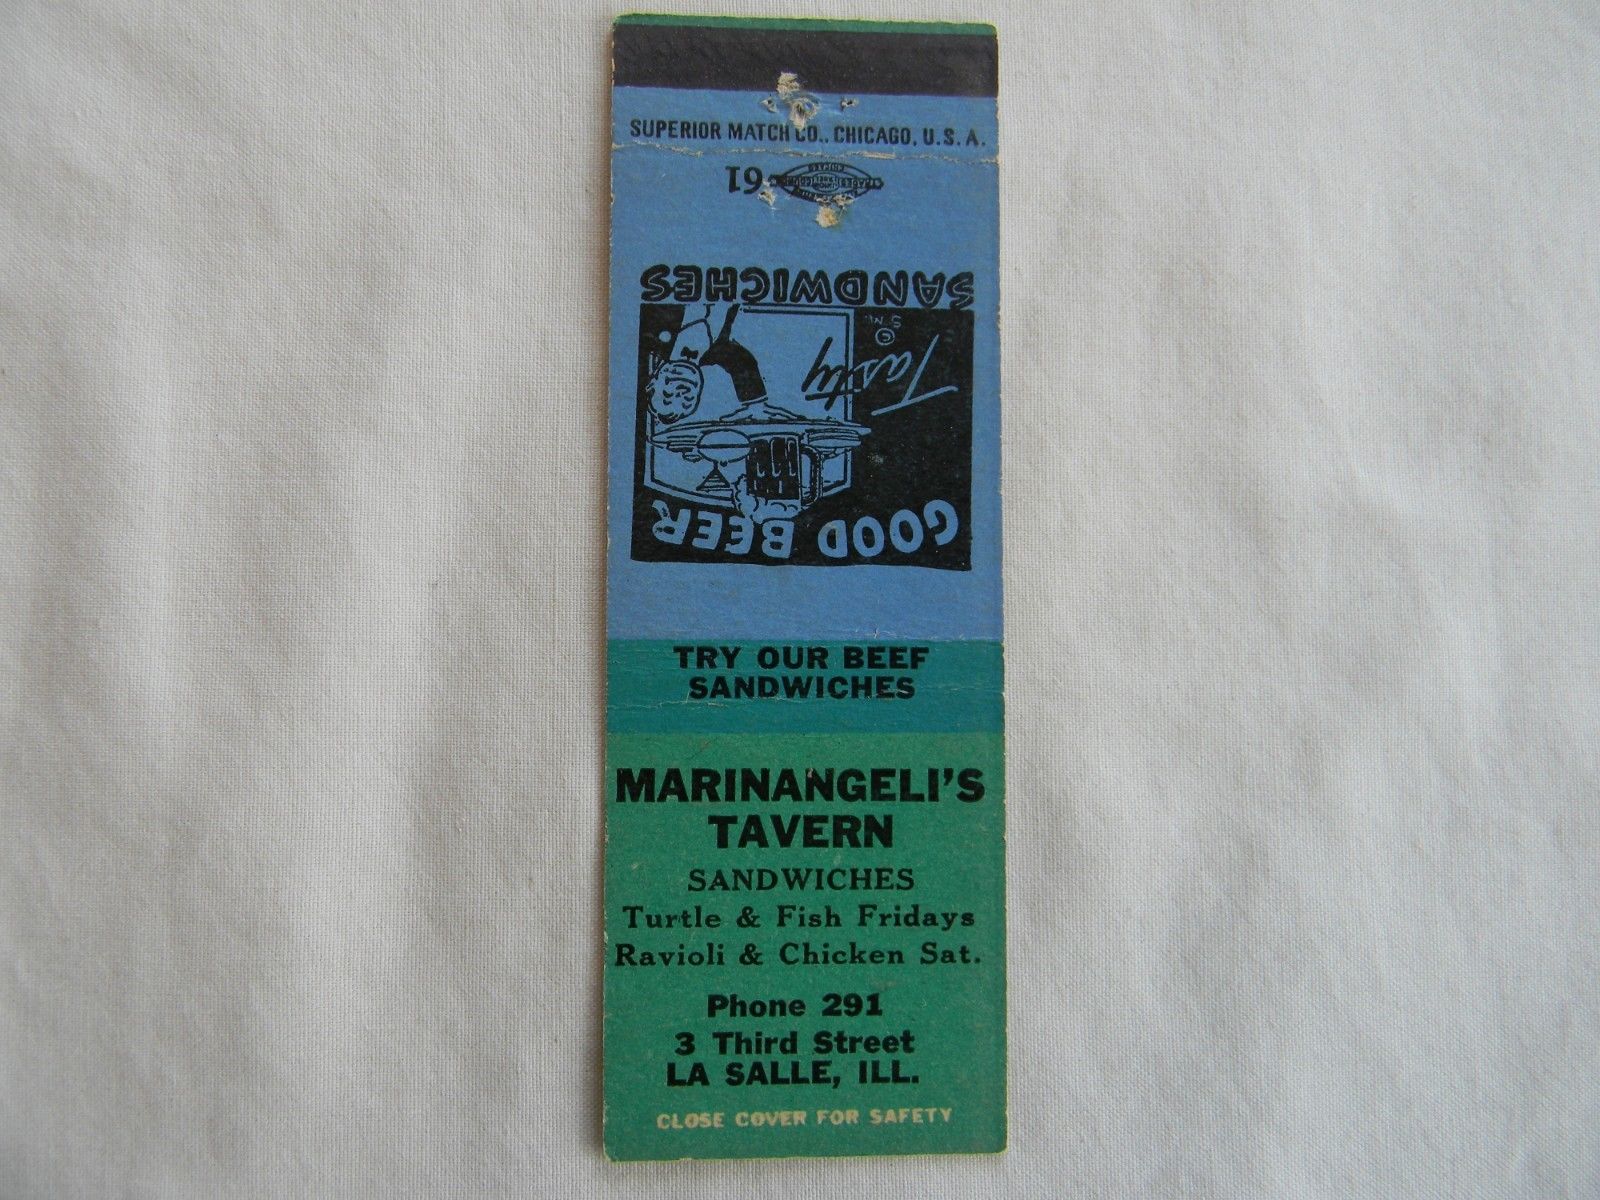 SUPERIOR MATCH CO., CHICAGO, U.S.A.
19
GOOD BEER
Tasty
©
SANDWICHES
TRY OUR BEEF
SANDWICHES
MARINANGELI'S
TAVERN
SANDWICHES
Turtle & Fish Fridays
Ravioli & Chicken Sat.
Phone 291
3 Third Street
LA SALLE, ILL.
CLOSE COVER FOR SAFETY